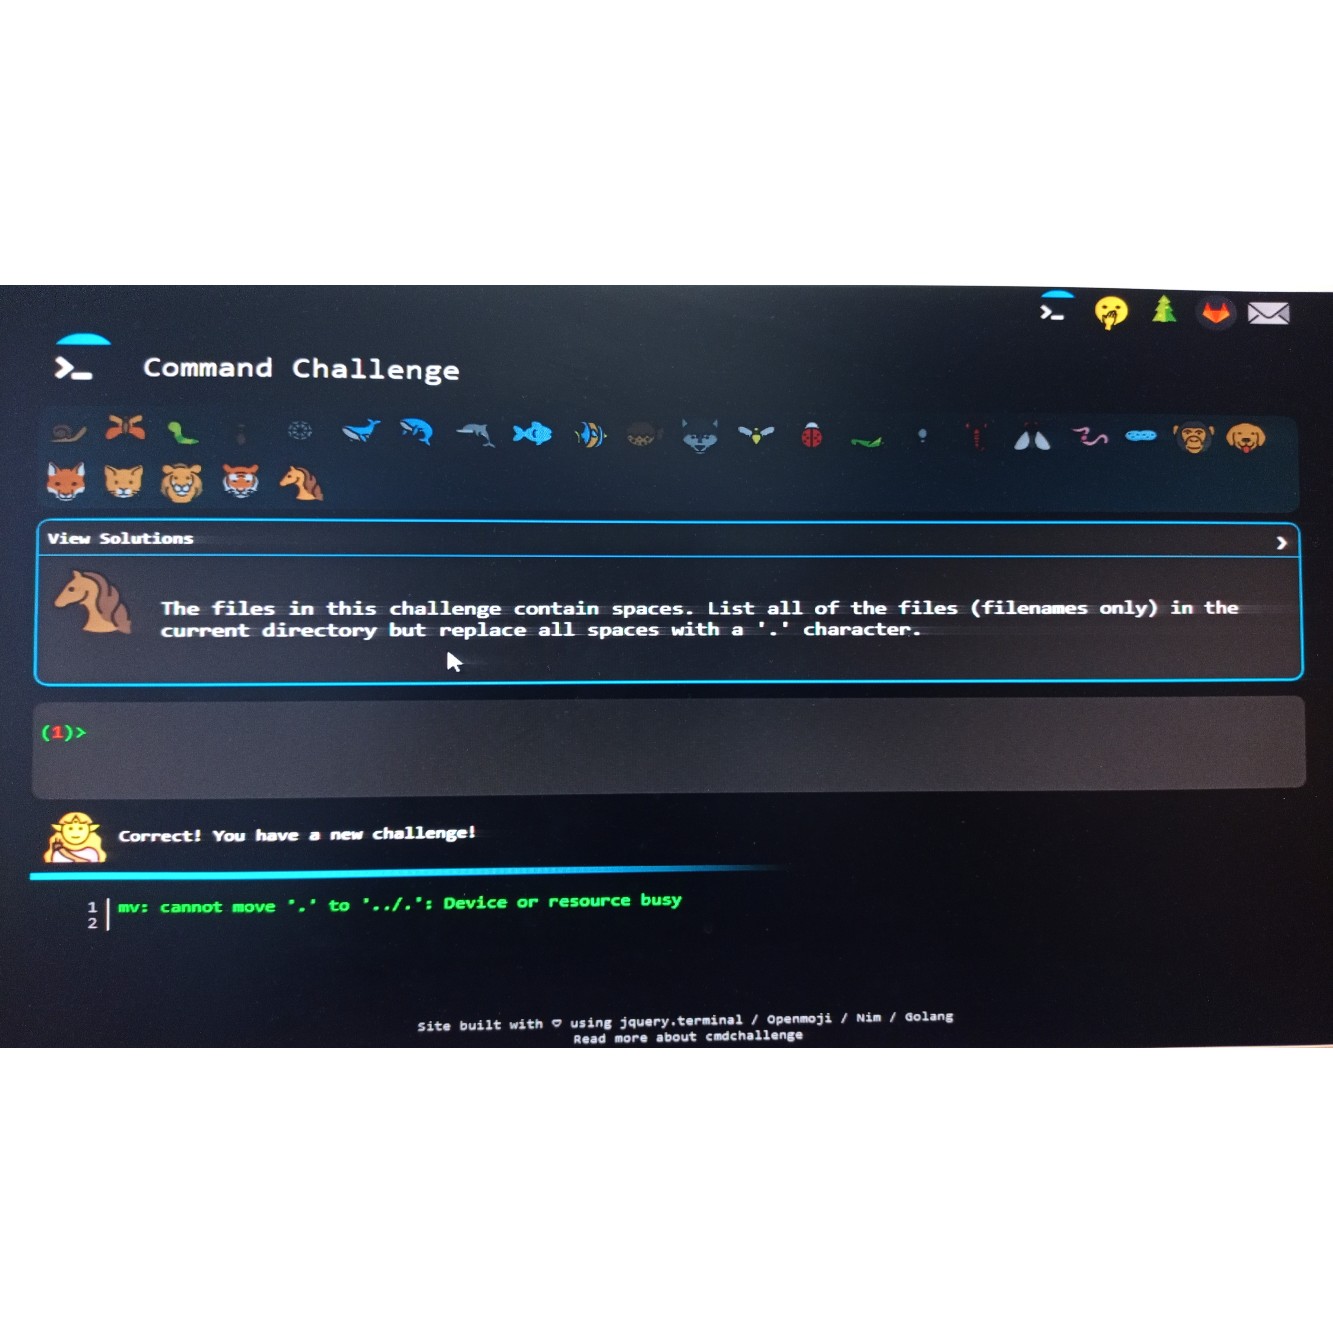 Command Challenge
View Solutions
The files in this challenge contain spaces. List all of the files (filenames only) in the
current directory but replace all spaces with a '.' character.
(1)>
Correct! You have a new challenge!
1 mv: cannot move '.' to '../.': Device or resource busy
2
Site built with ♡ using jquery.terminal / Openmoji / Nim / Golang
Read more about cmdchallenge